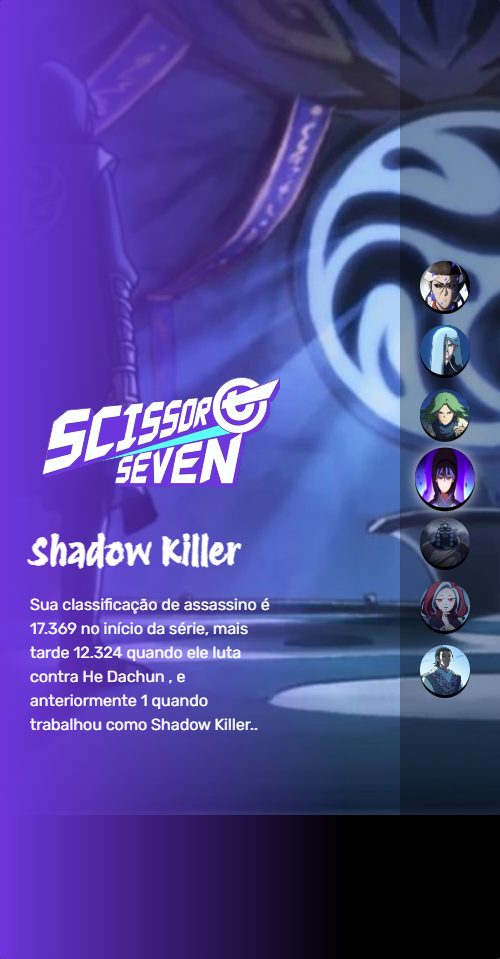 SCISSOR
SEVEN
Shadow Killer
Sua classificação de assassino é
17.369 no início da série, mais
tarde 12.324 quando ele luta
contra He Dachun , e
anteriormente 1 quando
trabalhou como Shadow Killer..